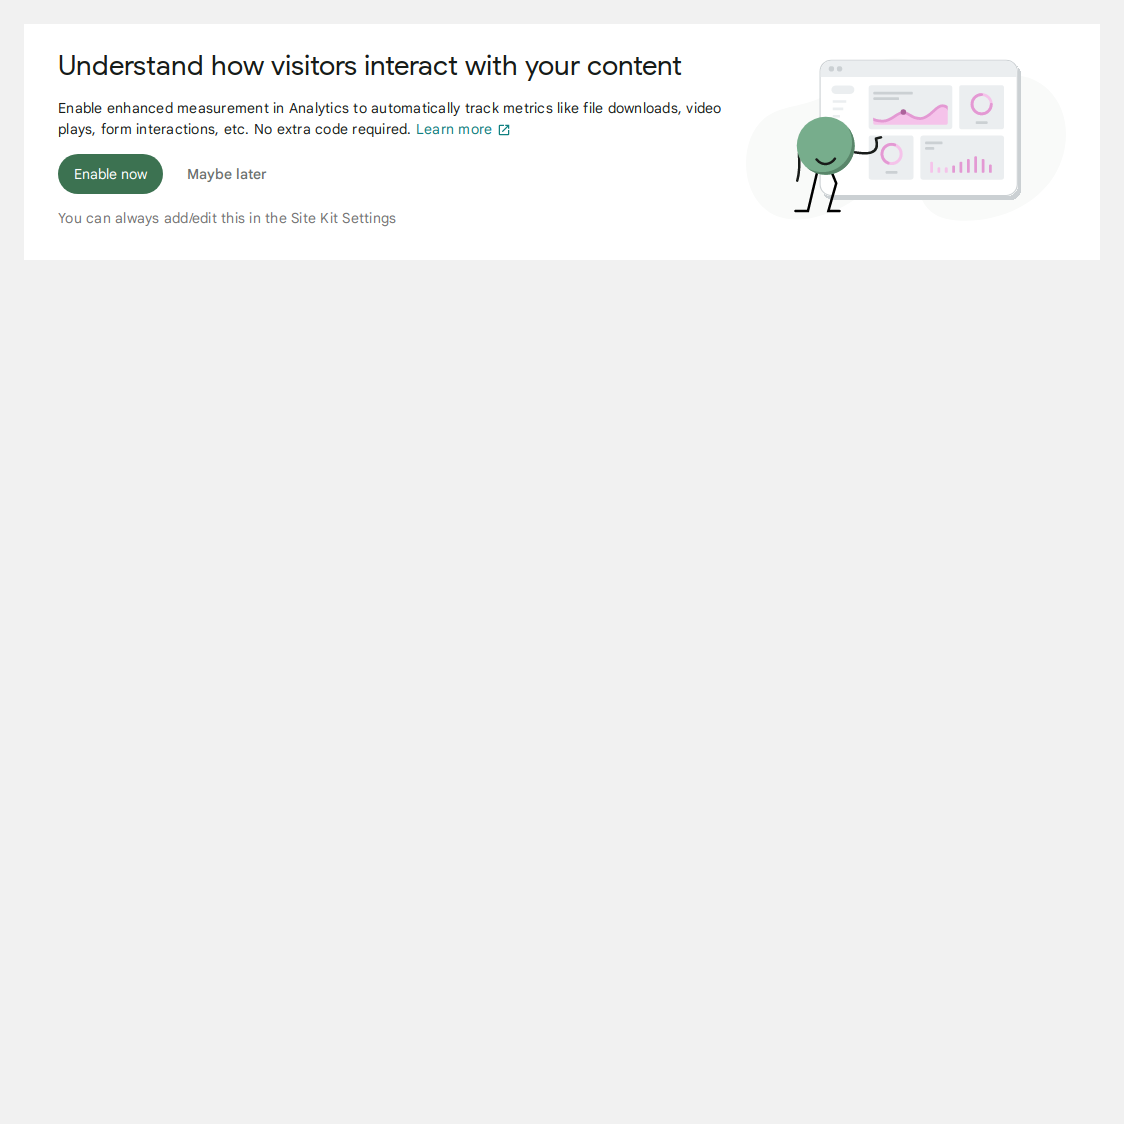 Understand how visitors interact with your content
Enable enhanced measurement in Analytics to automatically track metrics like file downloads, video
plays, form interactions, etc. No extra code required. Learn more
Enable now
Maybe later
You can always add/edit this in the Site Kit Settings